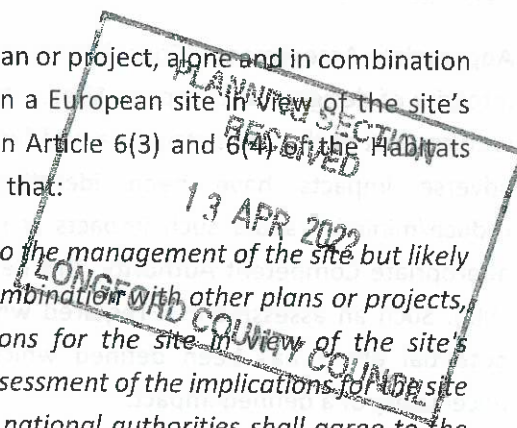 an or project, alone and in combination
n a European site in view of the site's
n Article 6(3) and 6(4) of the Habitats
that:
o the management of the site but likely
mbination with other plans or projects,
ons for the site in view of the site's
sessment of the implications for the site
national authorities shall agree to the
PLANNING SECTION
RECEIVED
13 APR 2022
LONGFORD COUNTY COUNCIL